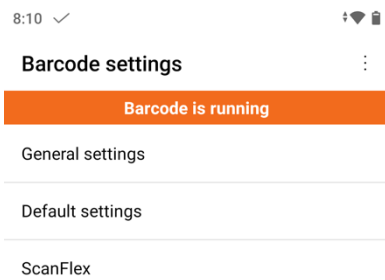 8:10
Barcode settings
Barcode is running
General settings
Default settings
ScanFlex